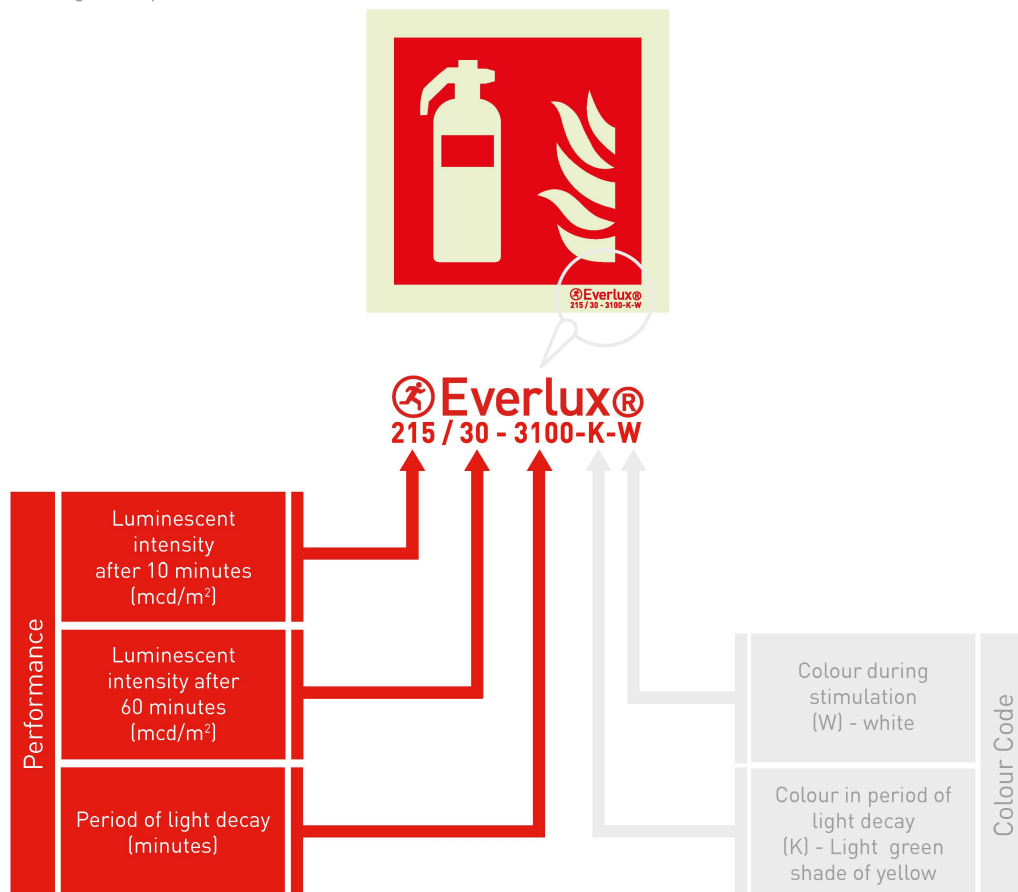 Everlux®
215 / 30 - 3100-K-W
Everlux®
215 / 30 - 3100-K-W
Performance
Luminescent
intensity
after 10 minutes
(mcd/m²)
Luminescent
intensity after
60 minutes
(mcd/m²)
Period of light decay
(minutes)
Colour during
stimulation
(W) - white
Colour in period of
light decay
(K) - Light green
shade of yellow
Colour Code